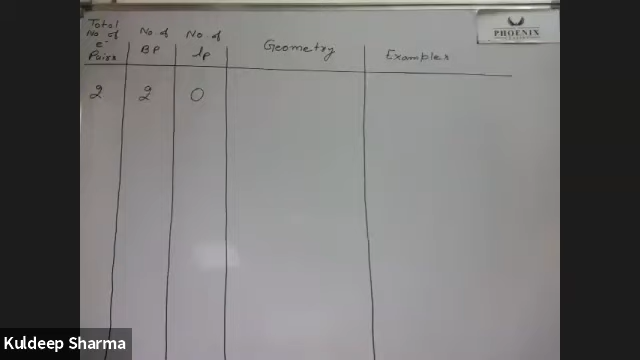 Total
No. of
e⁻
Pairs
No. of
BP
No. of
lp
Geometry
Examples
PHOENIX
2 2 0
Kuldeep Sharma